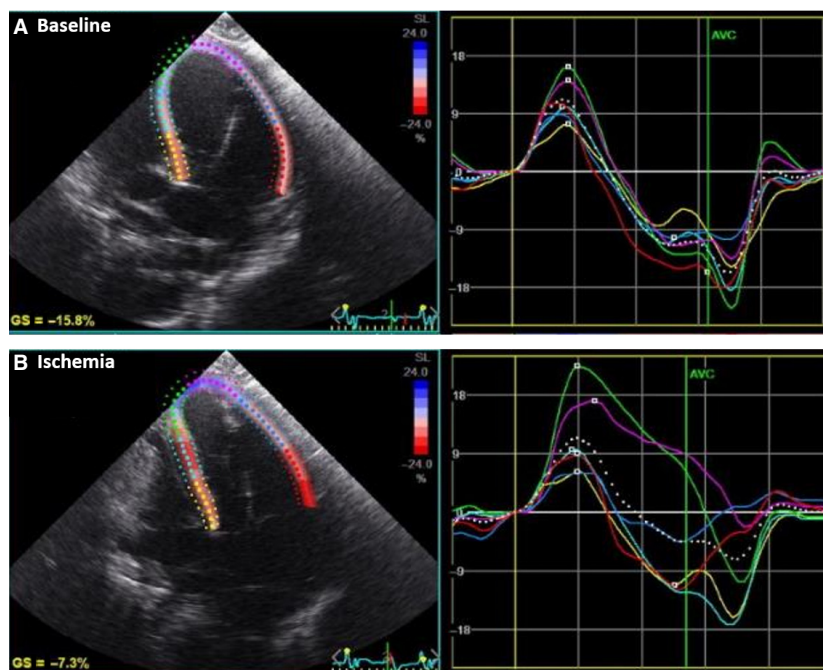 A Baseline
SL
24.0
-24.0
%
GS = -15.8%
2
AVC
18
9
0
-9
-18
B Ischemia
SL
24.0
-24.0
%
GS = -7.3%
AVC
18
9
0
-9
-18